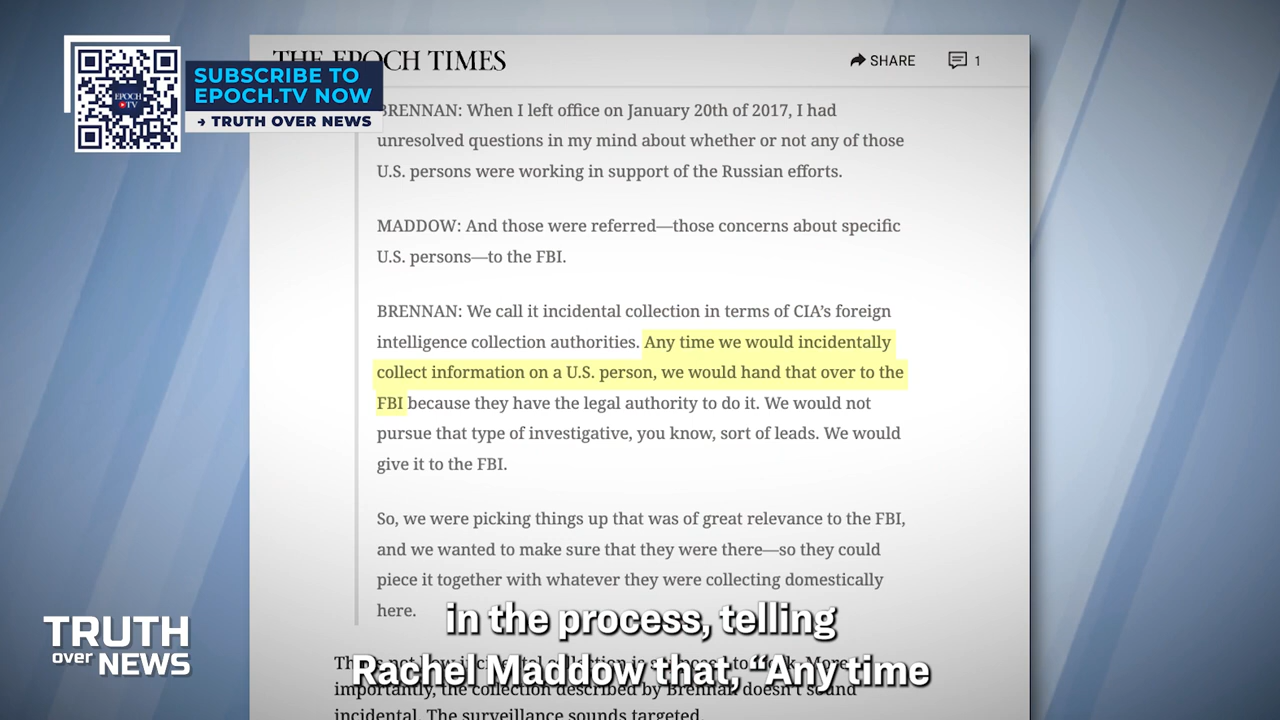 THE EPOCH TIMES
SHARE
1
EPOCH
TV
SUBSCRIBE TO
EPOCH.TV NOW
→ TRUTH OVER NEWS
BRENNAN: When I left office on January 20th of 2017, I had
unresolved questions in my mind about whether or not any of those
U.S. persons were working in support of the Russian efforts.
MADDOW: And those were referred—those concerns about specific
U.S. persons—to the FBI.
BRENNAN: We call it incidental collection in terms of CIA's foreign
intelligence collection authorities. Any time we would incidentally
collect information on a U.S. person, we would hand that over to the
FBI because they have the legal authority to do it. We would not
pursue that type of investigative, you know, sort of leads. We would
give it to the FBI.
So, we were picking things up that was of great relevance to the FBI,
and we wanted to make sure that they were there—so they could
piece it together with whatever they were collecting domestically
here.
in the process, telling
Rachel Maddow that, “Any time
importantly, the collection described by Brennan doesn't sound
incidental. The surveillance sounds targeted.
TRUTH
over NEWS